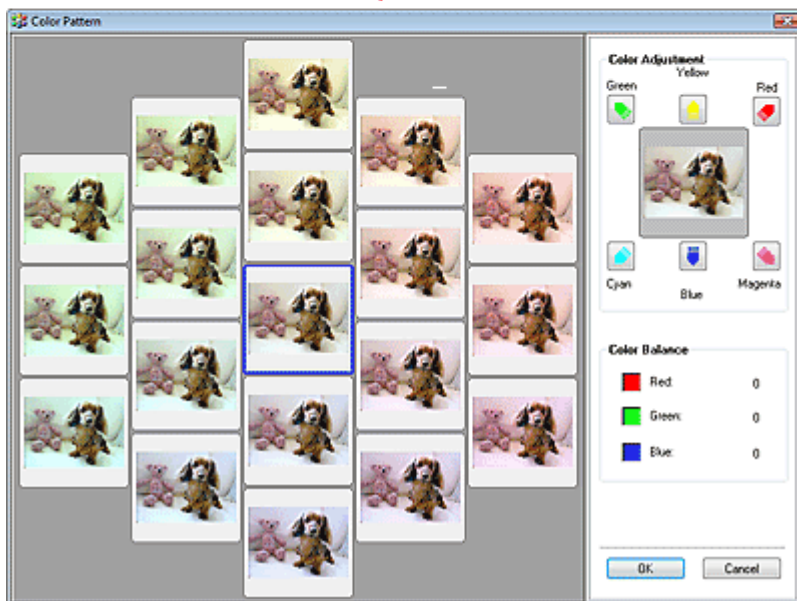 Color Pattern
Color Adjustment
Yellow
Green
Red
Cyan
Blue
Magenta
Color Balance
Red: 0
Green: 0
Blue: 0
OK
Cancel